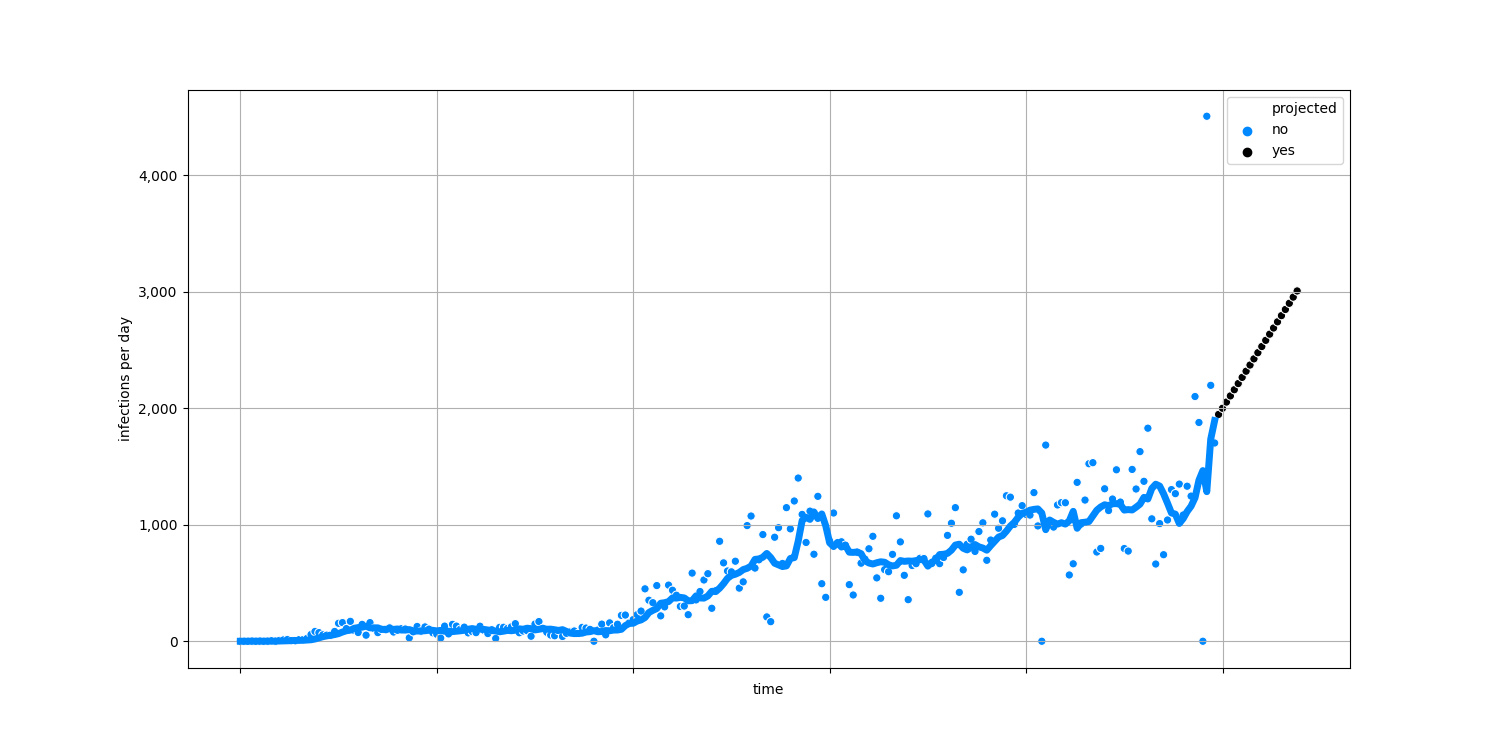 projected
no
yes
4,000
3,000
2,000
1,000
0
infections per day
time